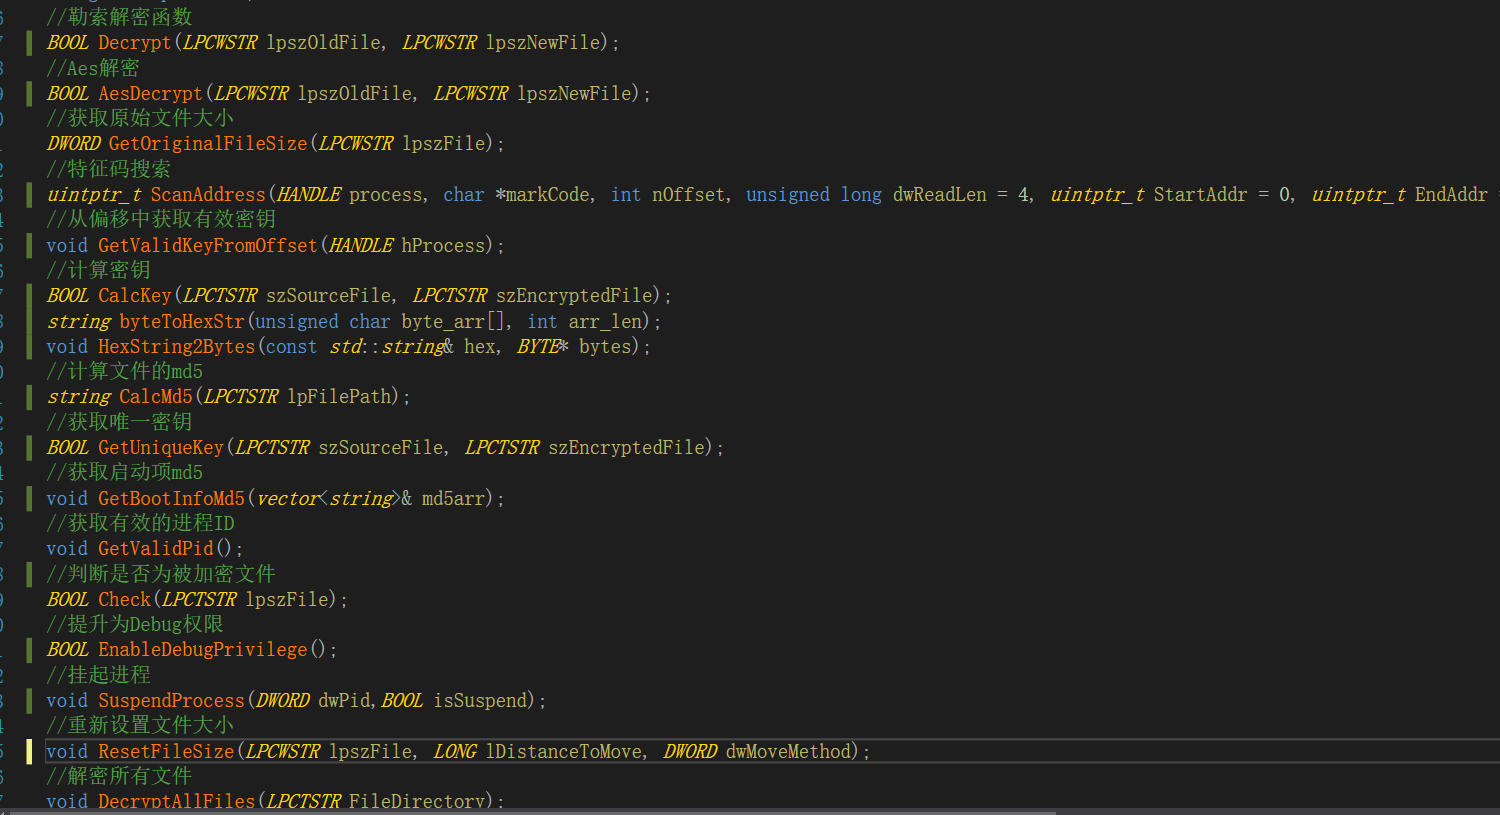 //勒索解密函数
BOOL Decrypt(LPCWSTR lpszOldFile, LPCWSTR lpszNewFile);
//Aes解密
BOOL AesDecrypt(LPCWSTR lpszOldFile, LPCWSTR lpszNewFile);
//获取原始文件大小
DWORD GetOriginalFileSize(LPCWSTR lpszFile);
//特征码搜索
uintptr_t ScanAddress(HANDLE process, char *markCode, int nOffset, unsigned long dwReadLen = 4, uintptr_t StartAddr = 0, uintptr_t EndAddr
//从偏移中获取有效密钥
void GetValidKeyFromOffset(HANDLE hProcess);
//计算密钥
BOOL CalcKey(LPCTSTR szSourceFile, LPCTSTR szEncryptedFile);
string byteToHexStr(unsigned char byte_arr[], int arr_len);
void HexString2Bytes(const std::string& hex, BYTE* bytes);
//计算文件的md5
string CalcMd5(LPCTSTR lpFilePath);
//获取唯一密钥
BOOL GetUniqueKey(LPCTSTR szSourceFile, LPCTSTR szEncryptedFile);
//获取启动项md5
void GetBootInfoMd5(vector<string>& md5arr);
//获取有效的进程ID
void GetValidPid();
//判断是否为被加密文件
BOOL Check(LPCTSTR lpszFile);
//提升为Debug权限
BOOL EnableDebugPrivilege();
//挂起进程
void SuspendProcess(DWORD dwPid,BOOL isSuspend);
//重新设置文件大小
void ResetFileSize(LPCWSTR lpszFile, LONG lDistanceToMove, DWORD dwMoveMethod);
//解密所有文件
void DecryptAllFiles(LPCTSTR FileDirectory);